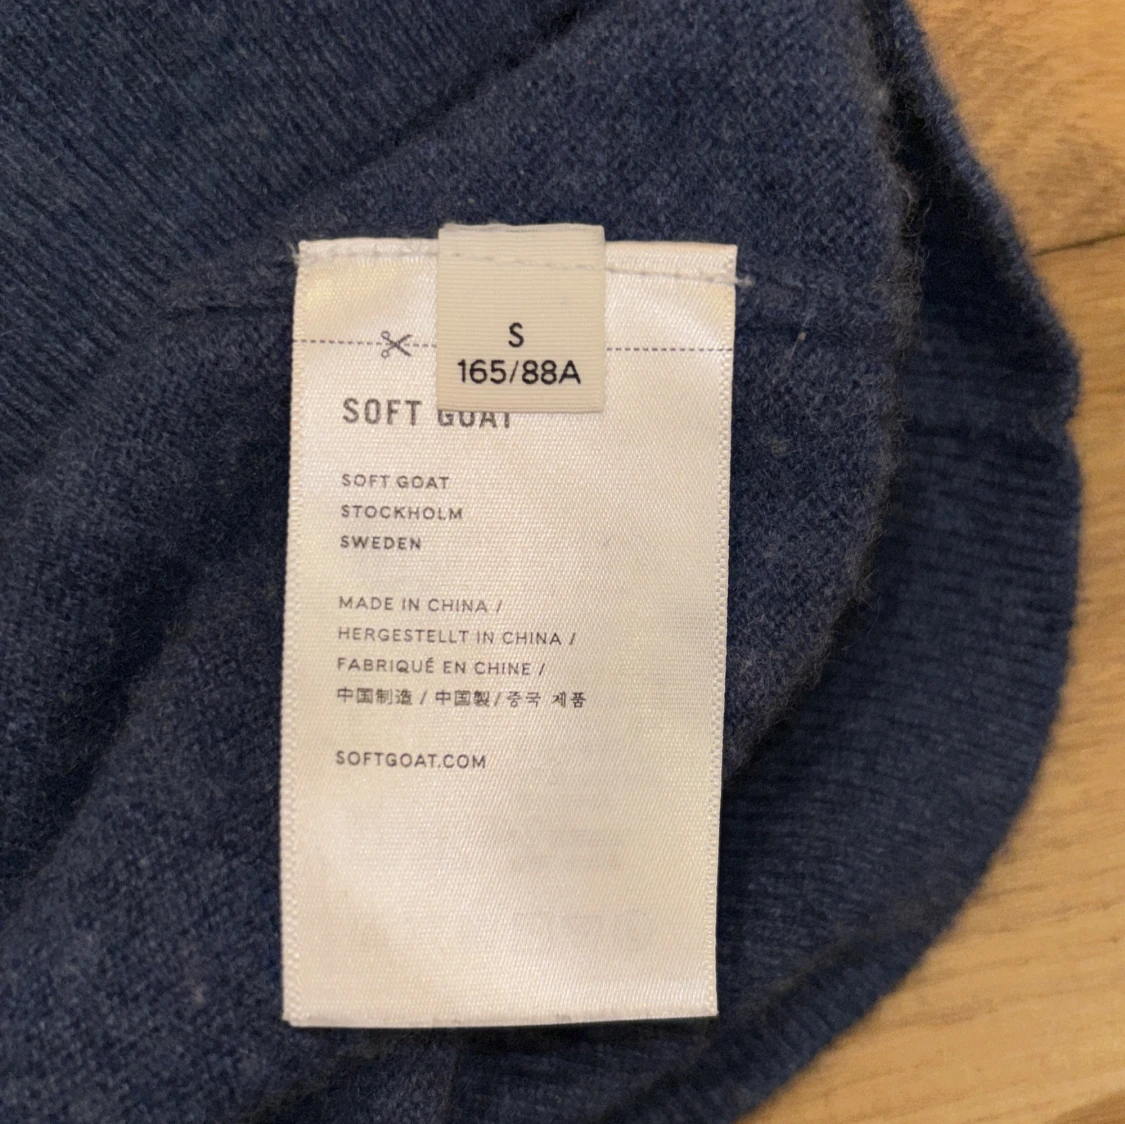 S
165/88A
SOFT GOAT
SOFT GOAT
STOCKHOLM
SWEDEN
MADE IN CHINA /
HERGESTELLT IN CHINA /
FABRIQUÉ EN CHINE /
中国制造 / 中国製 / 중국 제품
SOFTGOAT.COM